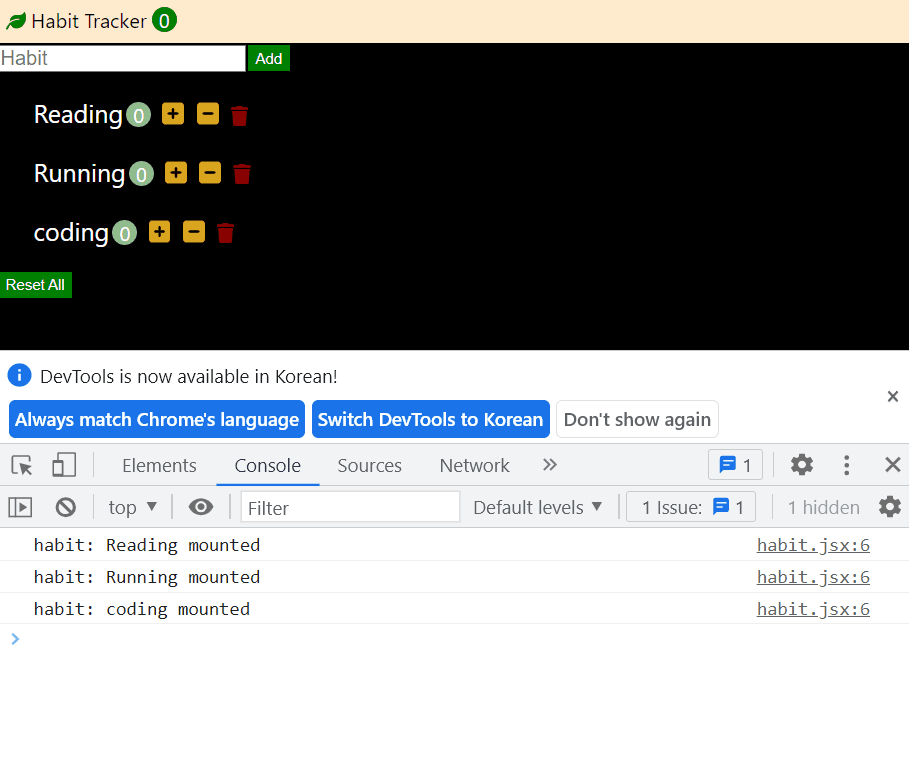 Habit Tracker 0
Habit Add
Reading 0
Running 0
coding 0
Reset All
DevTools is now available in Korean!
Always match Chrome's language Switch DevTools to Korean Don't show again
Elements Console Sources Network 1
top Filter Default levels 1 Issue: 1 1 hidden
habit: Reading mounted habit.jsx:6
habit: Running mounted habit.jsx:6
habit: coding mounted habit.jsx:6